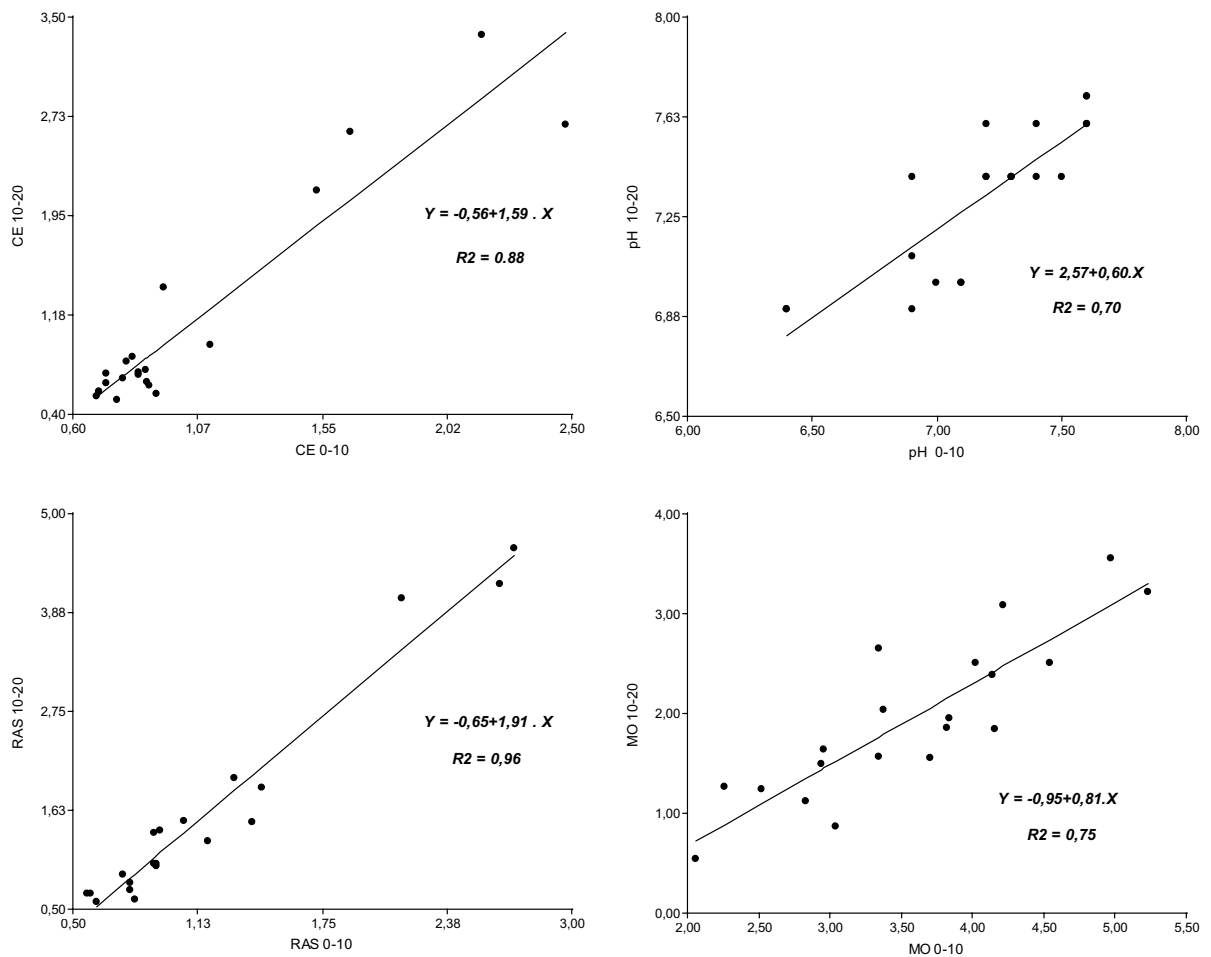 3,50
2,73
1,95
1,18
0,40
CE 10-20
0,60 1,07 1,55 2,02 2,50
CE 0-10
Y = -0,56+1,59 . X
R2 = 0.88
8,00
7,63
7,25
6,88
6,50
pH 10-20
6,00 6,50 7,00 7,50 8,00
pH 0-10
Y = 2,57+0,60.X
R2 = 0,70
5,00
3,88
2,75
1,63
0,50
RAS 10-20
0,50 1,13 1,75 2,38 3,00
RAS 0-10
Y = -0,65+1,91 . X
R2 = 0,96
4,00
3,00
2,00
1,00
0,00
MO 10-20
2,00 2,50 3,00 3,50 4,00 4,50 5,00 5,50
MO 0-10
Y = -0,95+0,81.X
R2 = 0,75